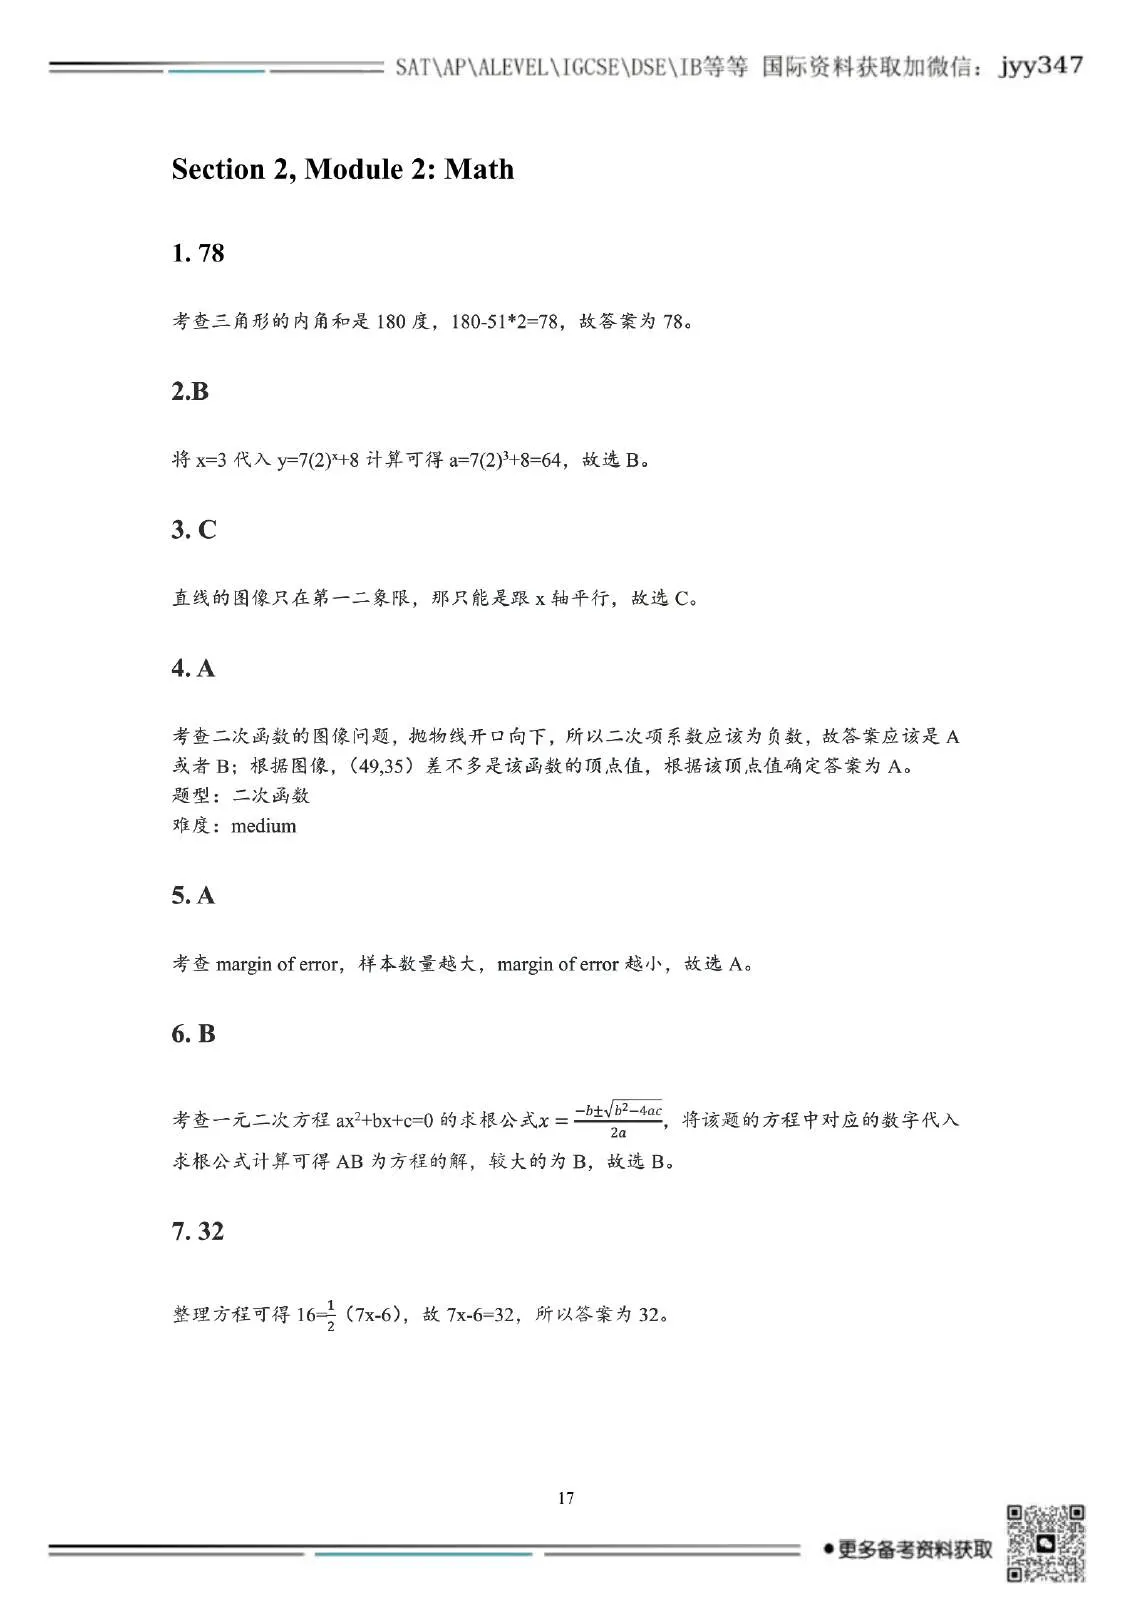 SAT\AP\ALEVEL\IGCSE\DSE\IB等等 国际资料获取加微信：jyy347
Section 2, Module 2: Math
1. 78
考查三角形的内角和是 180 度，180-51*2=78，故答案为 78。
2.B
将 x=3 代入 y=7(2)ˣ+8 计算可得 a=7(2)³+8=64，故选 B。
3. C
直线的图像只在第一二象限，那只能是跟 x 轴平行，故选 C。
4. A
考查二次函数的图像问题，抛物线开口向下，所以二次项系数应该为负数，故答案应该是 A
或者 B；根据图像，（49,35）差不多是该函数的顶点值，根据该顶点值确定答案为 A。
题型：二次函数
难度：medium
5. A
考查 margin of error，样本数量越大，margin of error 越小，故选 A。
6. B
考查一元二次方程 ax²+bx+c=0 的求根公式x = (-b±√(b²-4ac))/(2a)，将该题的方程中对应的数字代入
求根公式计算可得 AB 为方程的解，较大的为 B，故选 B。
7. 32
整理方程可得 16=1/2（7x-6），故 7x-6=32，所以答案为 32。
17
●更多备考资料获取